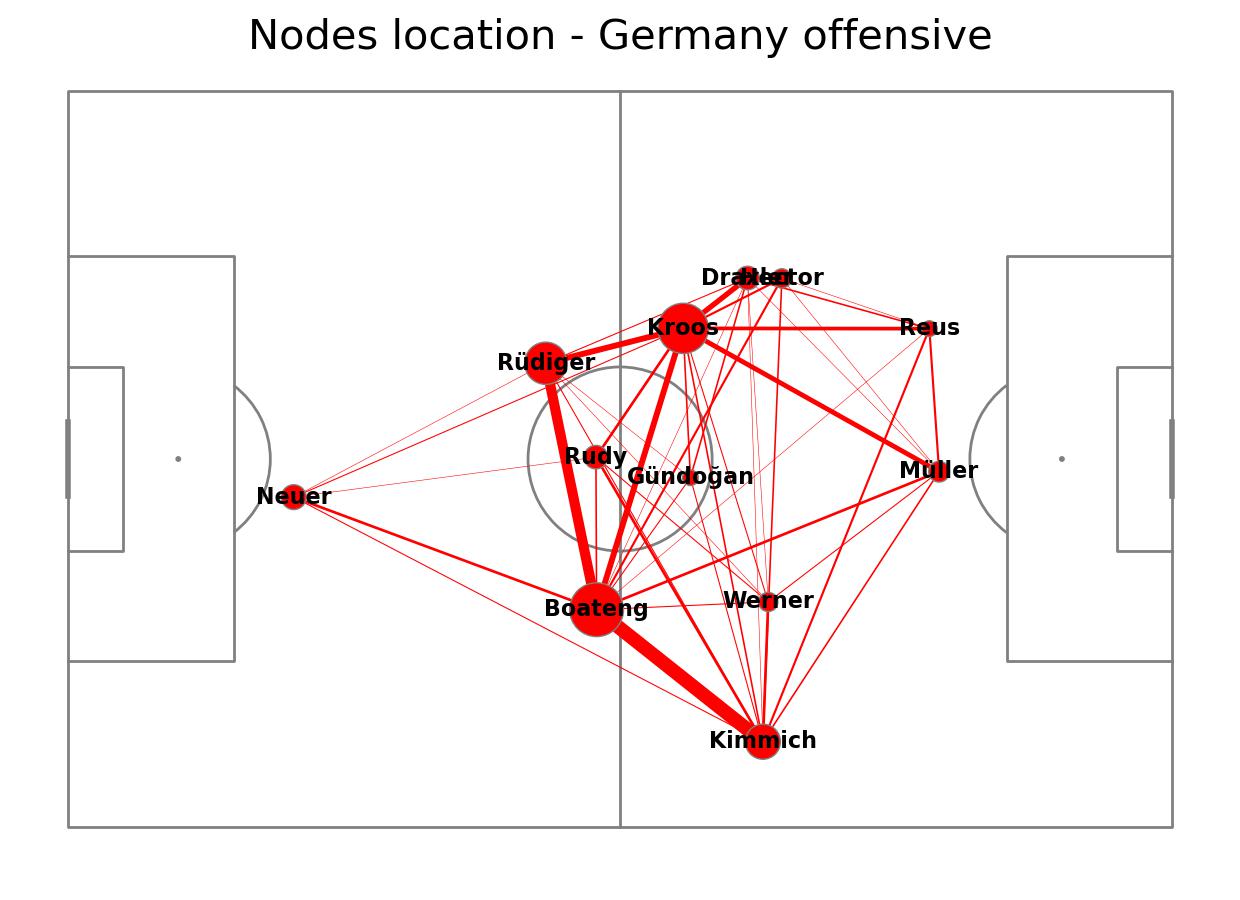 Nodes location - Germany offensive
Draxler
Hector
Kroos
Reus
Rüdiger
Rudy
Gündoğan
Müller
Neuer
Werner
Boateng
Kimmich